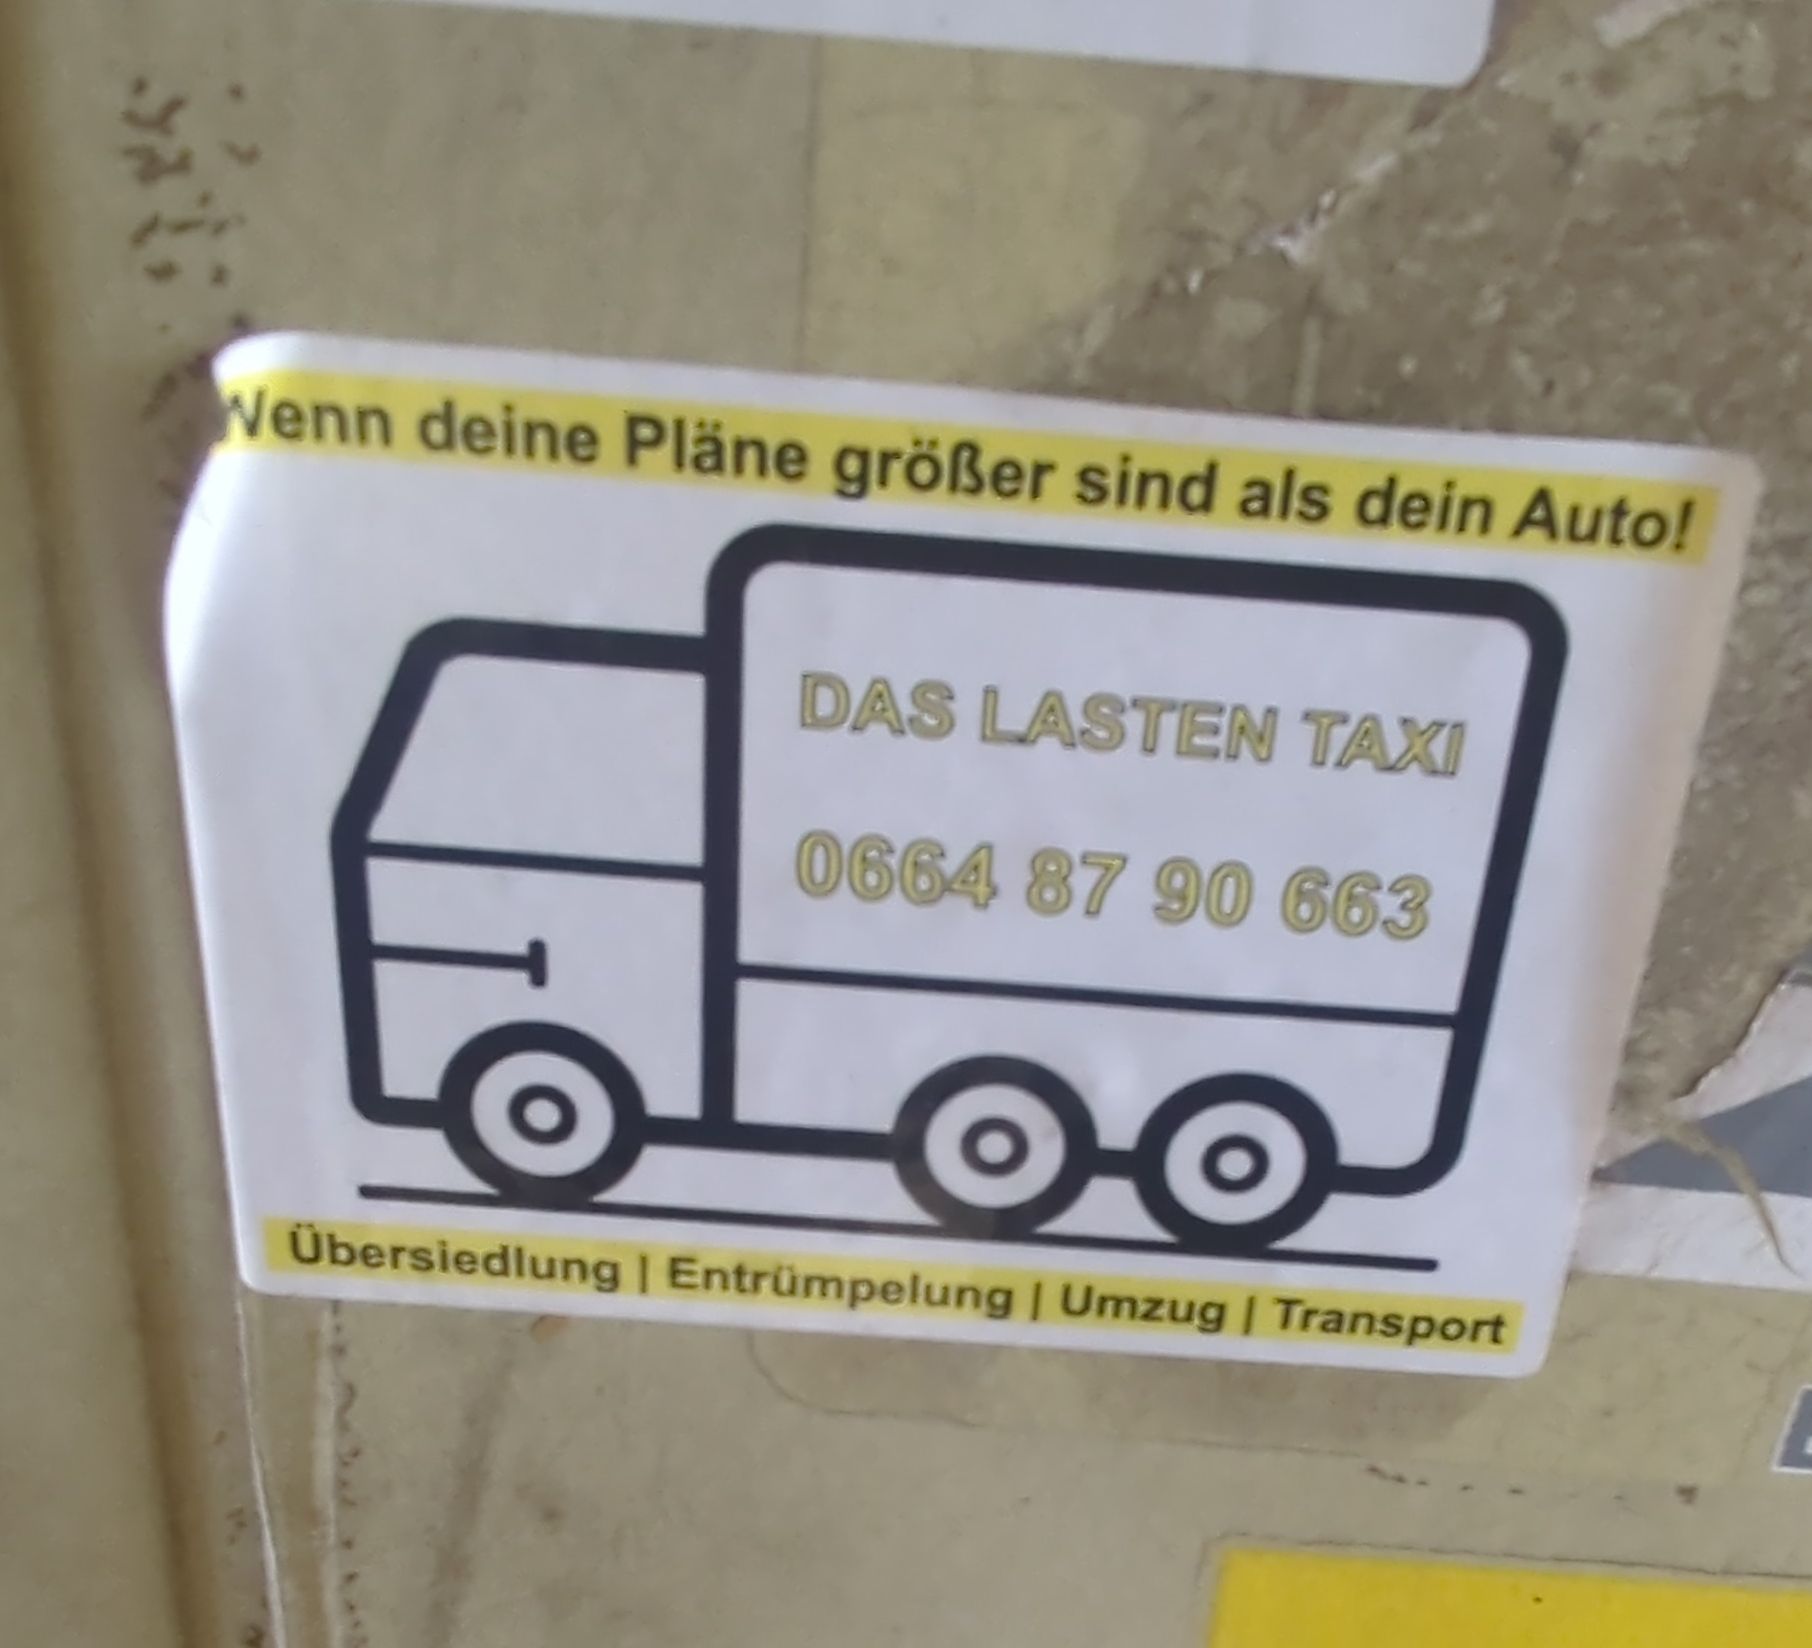 Wenn deine Pläne größer sind als dein Auto!
DAS LASTEN TAXI
0664 87 90 663
Übersiedlung | Entrümpelung | Umzug | Transport